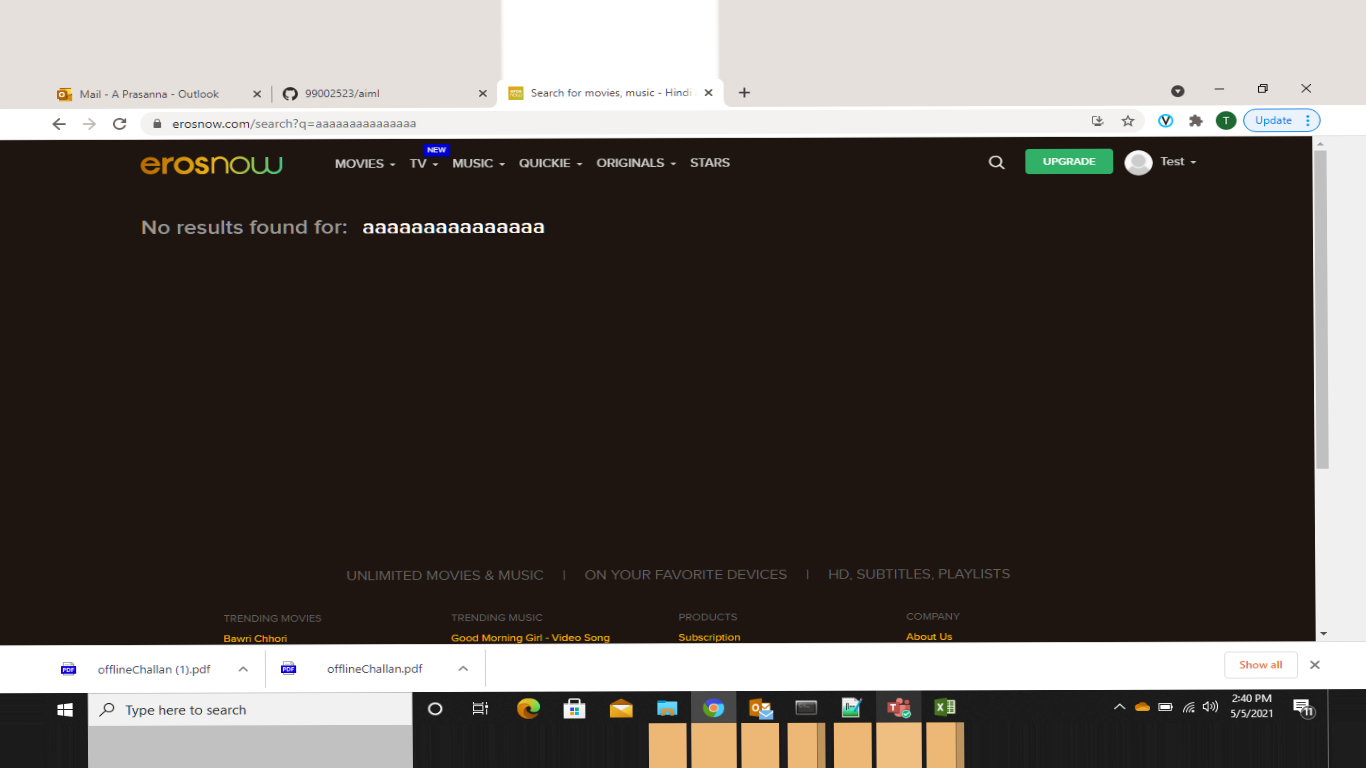 Mail - A Prasanna - Outlook
99002523/aiml
Search for movies, music - Hindi
erosnow.com/search?q=aaaaaaaaaaaaaaa
T
Update
erosnow
MOVIES
TV
NEW
MUSIC
QUICKIE
ORIGINALS
STARS
UPGRADE
Test
No results found for: aaaaaaaaaaaaaaa
UNLIMITED MOVIES & MUSIC | ON YOUR FAVORITE DEVICES | HD, SUBTITLES, PLAYLISTS
TRENDING MOVIES
Bawri Chhori
TRENDING MUSIC
Good Morning Girl - Video Song
PRODUCTS
Subscription
COMPANY
About Us
PDF
offlineChallan (1).pdf
PDF
offlineChallan.pdf
Show all
Type here to search
2:40 PM
5/5/2021
11